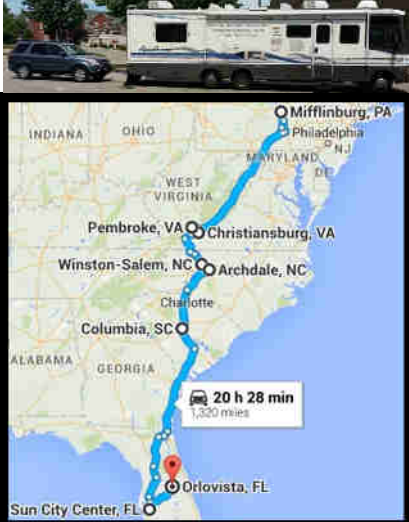 Mifflinburg, PA
INDIANA
OHIO
Philadelphia
MARYLAND
NJ
DE
WEST
VIRGINIA
Pembroke, VA
Christiansburg, VA
Winston-Salem, NC
Archdale, NC
Charlotte
Columbia, SC
ALABAMA
GEORGIA
20 h 28 min
1,320 miles
Orlovista, FL
Sun City Center, FL